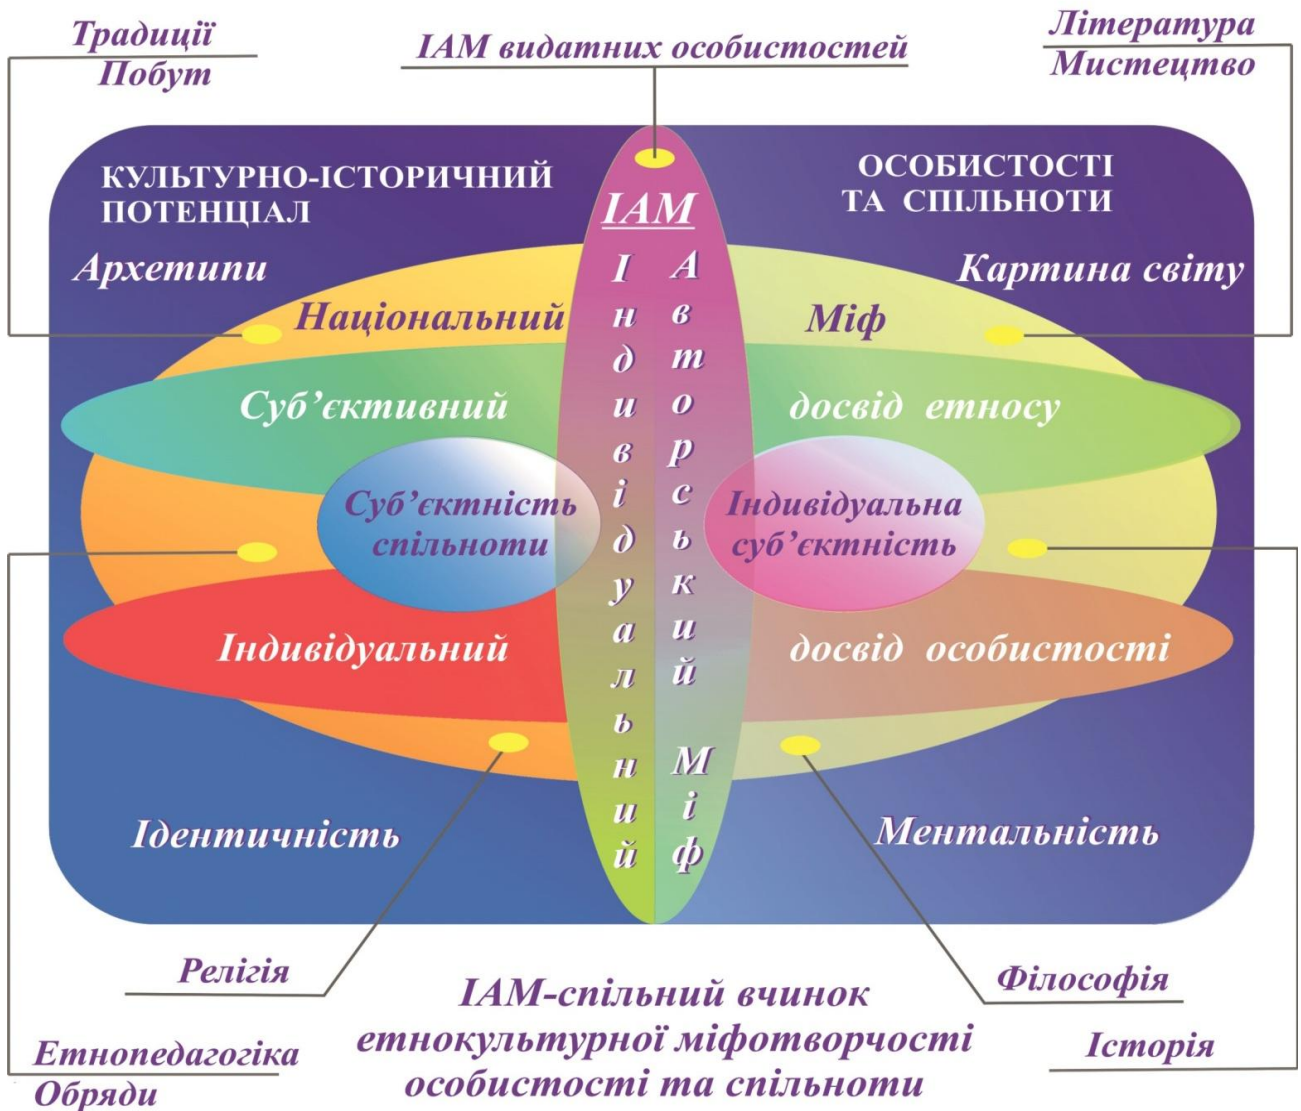 Традиції
Побут
ІАМ видатних особистостей
Література
Мистецтво
КУЛЬТУРНО-ІСТОРИЧНИЙ
ПОТЕНЦІАЛ
ОСОБИСТОСТІ
ТА СПІЛЬНОТИ
ІАМ
Індивідуальний
Авторський Міф
Архетипи
Картина світу
Національний
Міф
Суб’єктивний
досвід етносу
Суб’єктність
спільноти
Індивідуальна
суб’єктність
Індивідуальний
досвід особистості
Ідентичність
Ментальність
Релігія
Філософія
Етнопедагогіка
Обряди
Історія
ІАМ-спільний вчинок
етнокультурної міфотворчості
особистості та спільноти